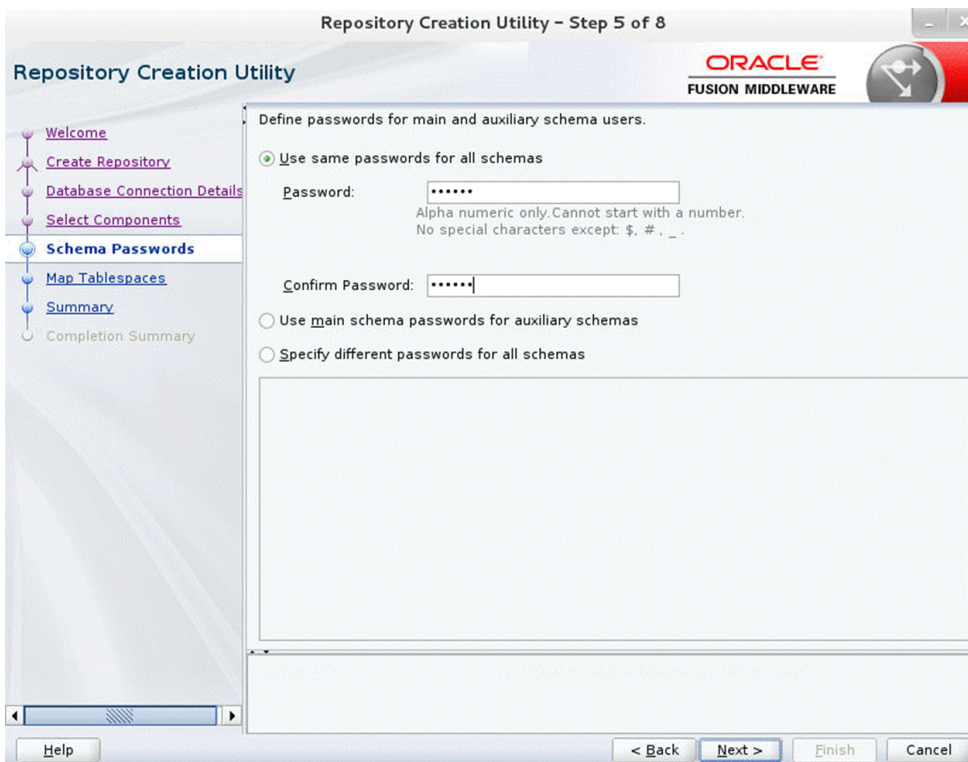 Repository Creation Utility – Step 5 of 8
Repository Creation Utility
ORACLE
FUSION MIDDLEWARE
Welcome
Create Repository
Database Connection Details
Select Components
Schema Passwords
Map Tablespaces
Summary
Completion Summary
Define passwords for main and auxiliary schema users.
Use same passwords for all schemas
Password: ••••••
Alpha numeric only.Cannot start with a number.
No special characters except: $, # , _ .
Confirm Password: ••••••
Use main schema passwords for auxiliary schemas
Specify different passwords for all schemas
Help
< Back
Next >
Finish
Cancel